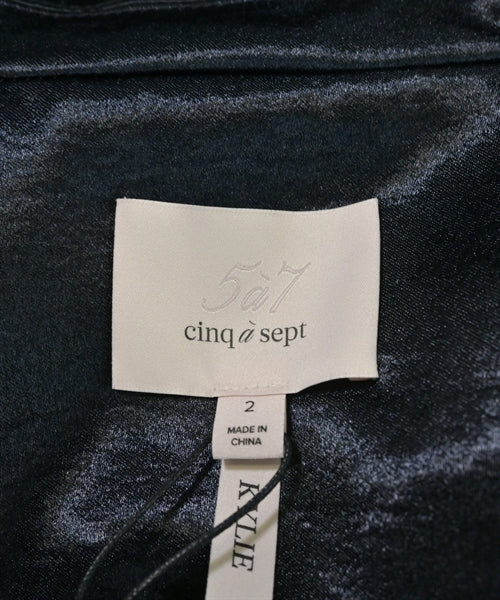 5à7
cinq à sept
2
MADE IN
CHINA
KYLIE